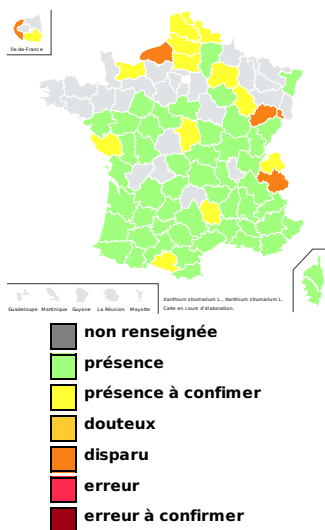 Île-de-France
Guadeloupe Martinique Guyane La Réunion Mayotte
Xanthium strumarium L., Xanthium strumarium L.
Carte en cours d'élaboration.
non renseignée
présence
présence à confimer
douteux
disparu
erreur
erreur à confirmer